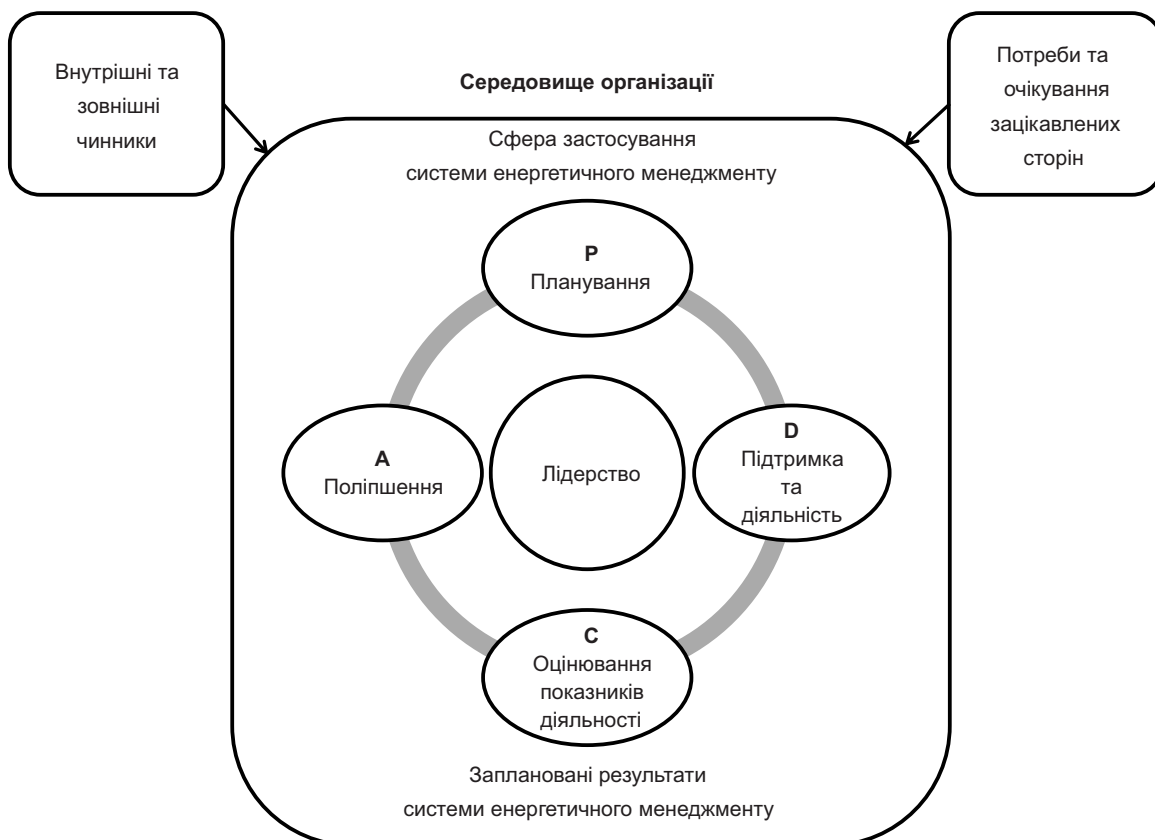 Внутрішні та
зовнішні
чинники
Середовище організації
Потреби та
очікування
зацікавлених
сторін
Сфера застосування
системи енергетичного менеджменту
P
Планування
A
Поліпшення
Лідерство
D
Підтримка
та
діяльність
C
Оцінювання
показників
діяльності
Заплановані результати
системи енергетичного менеджменту